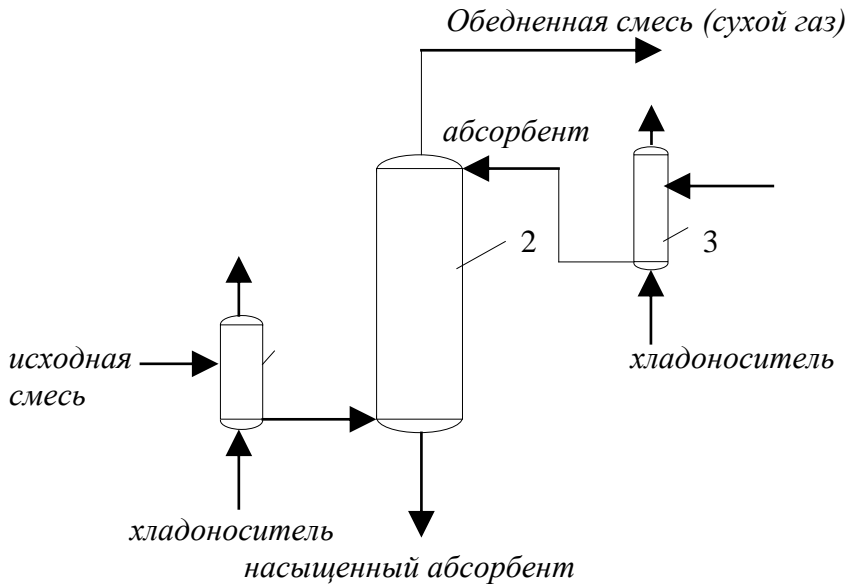 Обедненная смесь (сухой газ)
абсорбент
2
3
исходная
смесь
хладоноситель
хладоноситель
насыщенный абсорбент